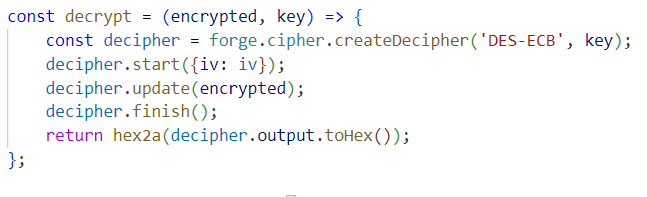 const decrypt = (encrypted, key) => {
    const decipher = forge.cipher.createDecipher('DES-ECB', key);
    decipher.start({iv: iv});
    decipher.update(encrypted);
    decipher.finish();
    return hex2a(decipher.output.toHex());
};